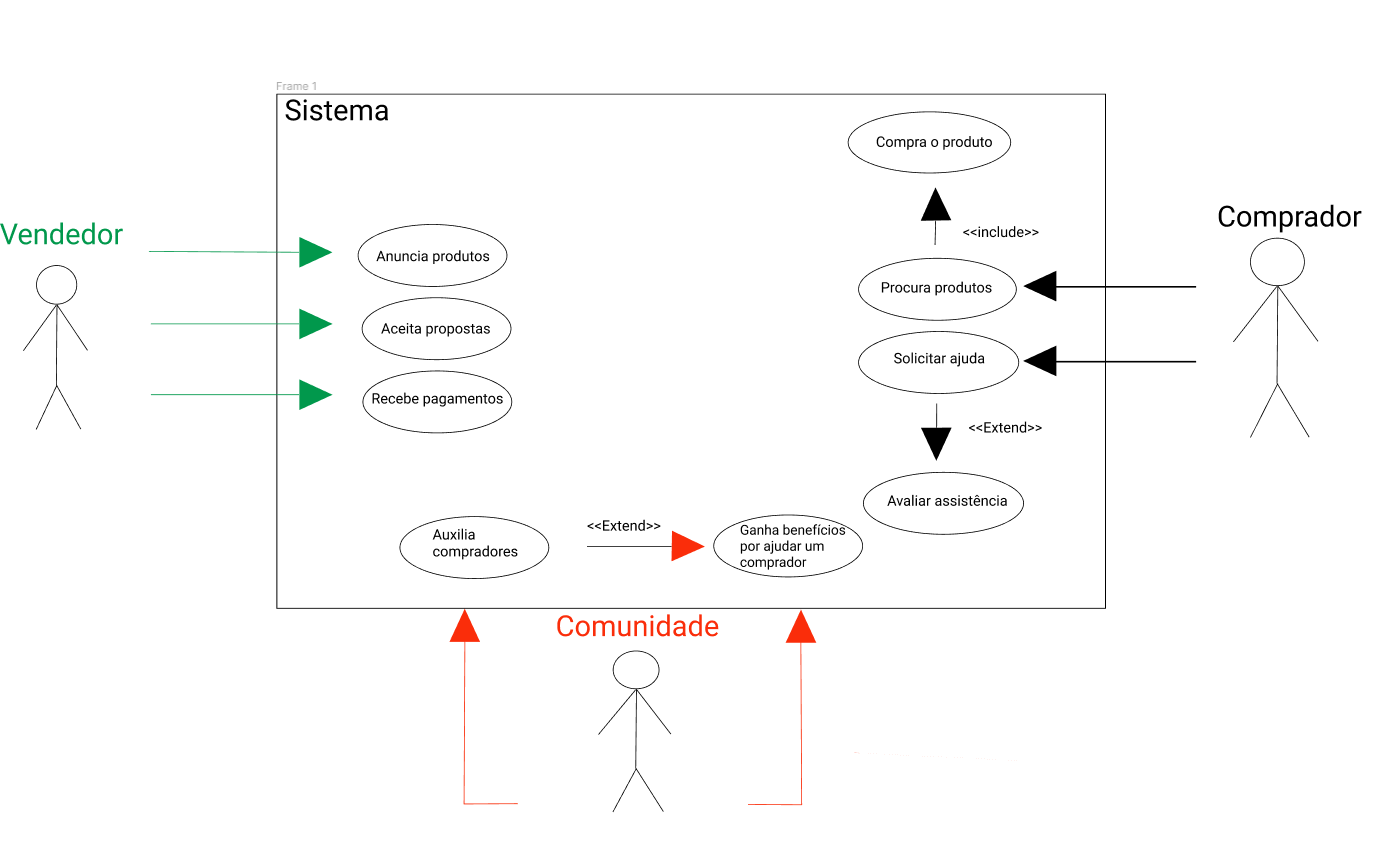 Frame 1
Sistema
Compra o produto
<<include>>
Comprador
Vendedor
Anuncia produtos
Procura produtos
Aceita propostas
Solicitar ajuda
Recebe pagamentos
<<Extend>>
Avaliar assistência
Auxilia
compradores
<<Extend>>
Ganha benefícios
por ajudar um
comprador
Comunidade